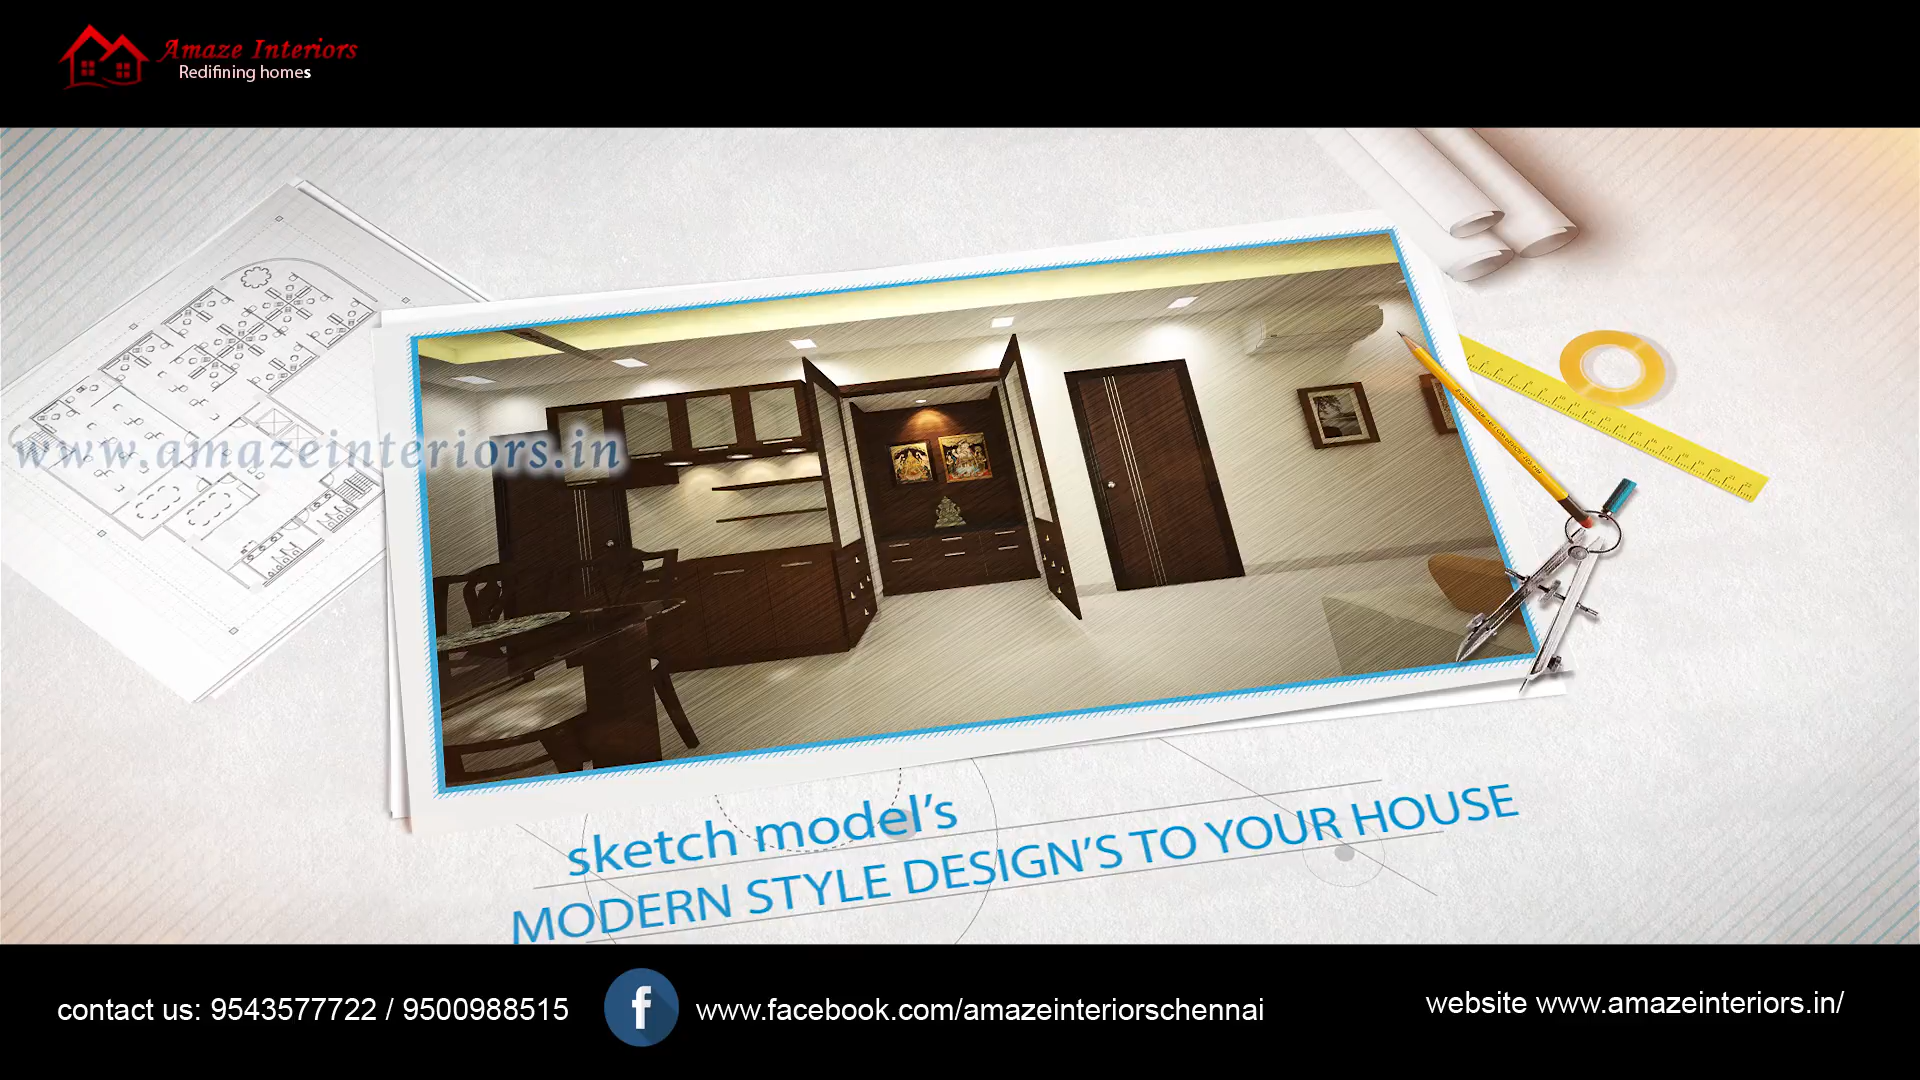 Amaze Interiors
Redifining homes
www.amazeinteriors.in
sketch model's
MODERN STYLE DESIGN'S TO YOUR HOUSE
contact us: 9543577722 / 9500988515
f
www.facebook.com/amazeinteriorschennai
website www.amazeinteriors.in/